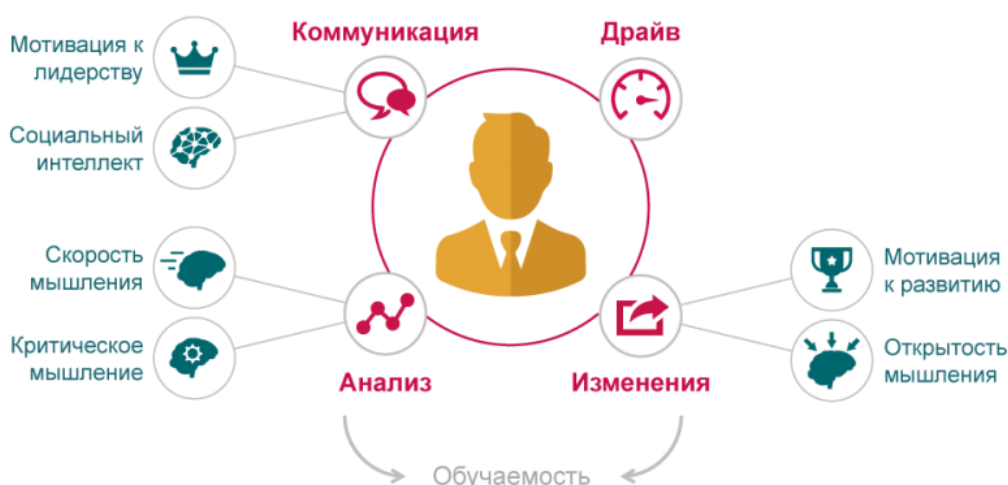 Коммуникация
Драйв
Мотивация к
лидерству
Социальный
интеллект
Скорость
мышления
Мотивация
к развитию
Критическое
мышление
Открытость
мышления
Анализ
Изменения
Обучаемость